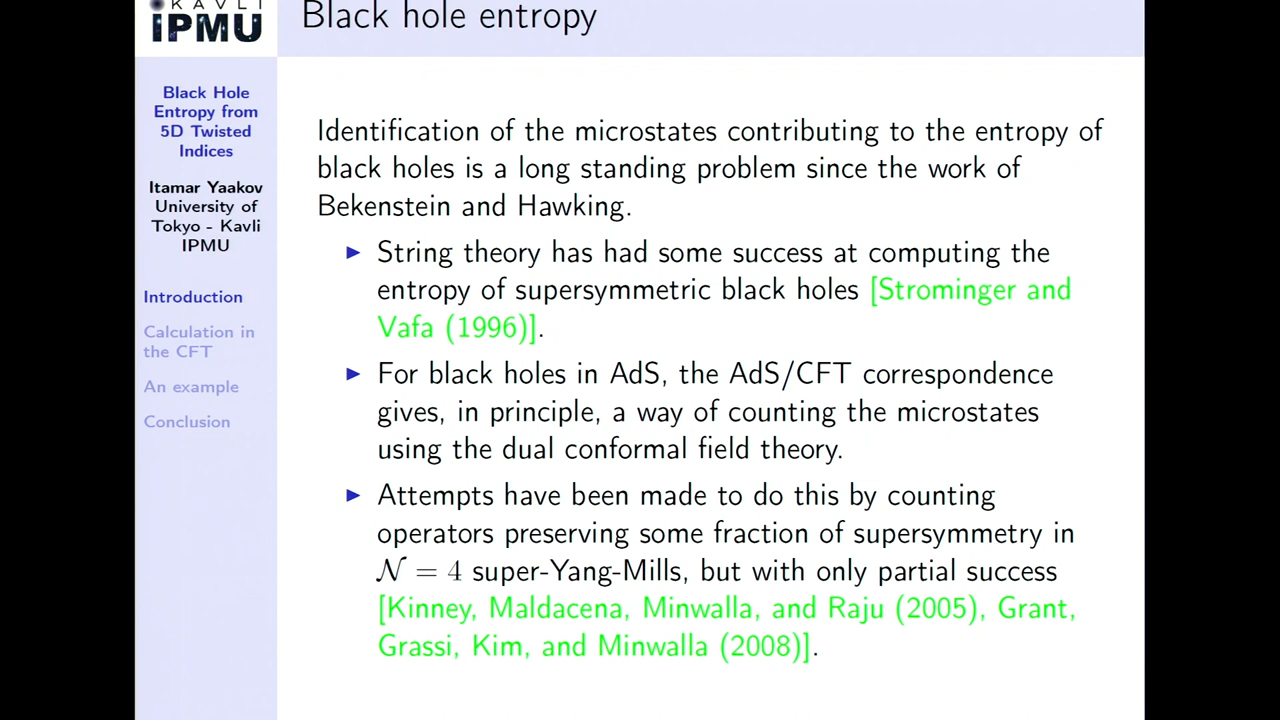 KAVLI
IPMU
Black hole entropy
Black Hole
Entropy from
5D Twisted
Indices
Itamar Yaakov
University of
Tokyo - Kavli
IPMU
Introduction
Calculation in
the CFT
An example
Conclusion
Identification of the microstates contributing to the entropy of
black holes is a long standing problem since the work of
Bekenstein and Hawking.
▶ String theory has had some success at computing the
entropy of supersymmetric black holes [Strominger and
Vafa (1996)].
▶ For black holes in AdS, the AdS/CFT correspondence
gives, in principle, a way of counting the microstates
using the dual conformal field theory.
▶ Attempts have been made to do this by counting
operators preserving some fraction of supersymmetry in
𝒩 = 4 super-Yang-Mills, but with only partial success
[Kinney, Maldacena, Minwalla, and Raju (2005), Grant,
Grassi, Kim, and Minwalla (2008)].